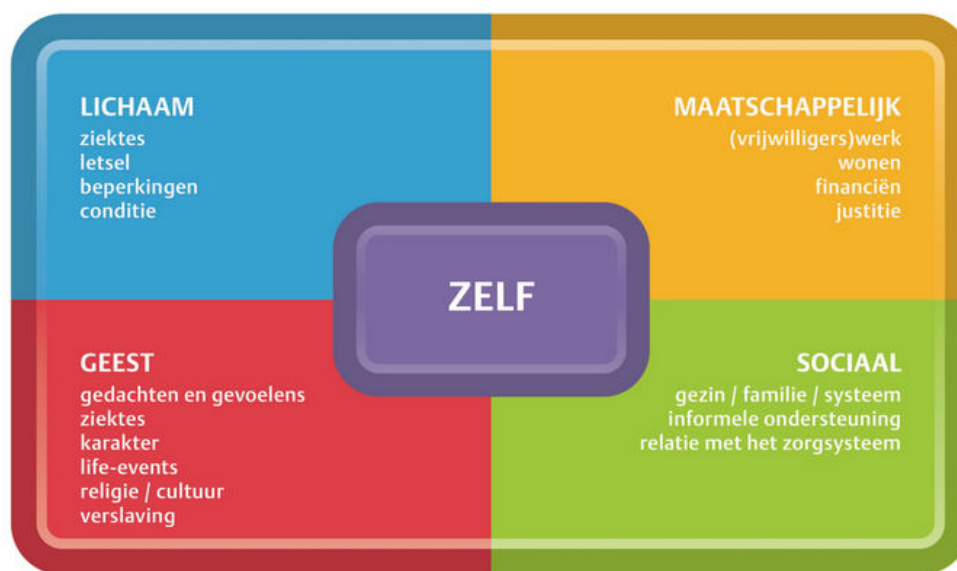 LICHAAM
ziektes
letsel
beperkingen
conditie
MAATSCHAPPELIJK
(vrijwilligers)werk
wonen
financiën
justitie
ZELF
GEEST
gedachten en gevoelens
ziektes
karakter
life-events
religie / cultuur
verslaving
SOCIAAL
gezin / familie / systeem
informele ondersteuning
relatie met het zorgsysteem